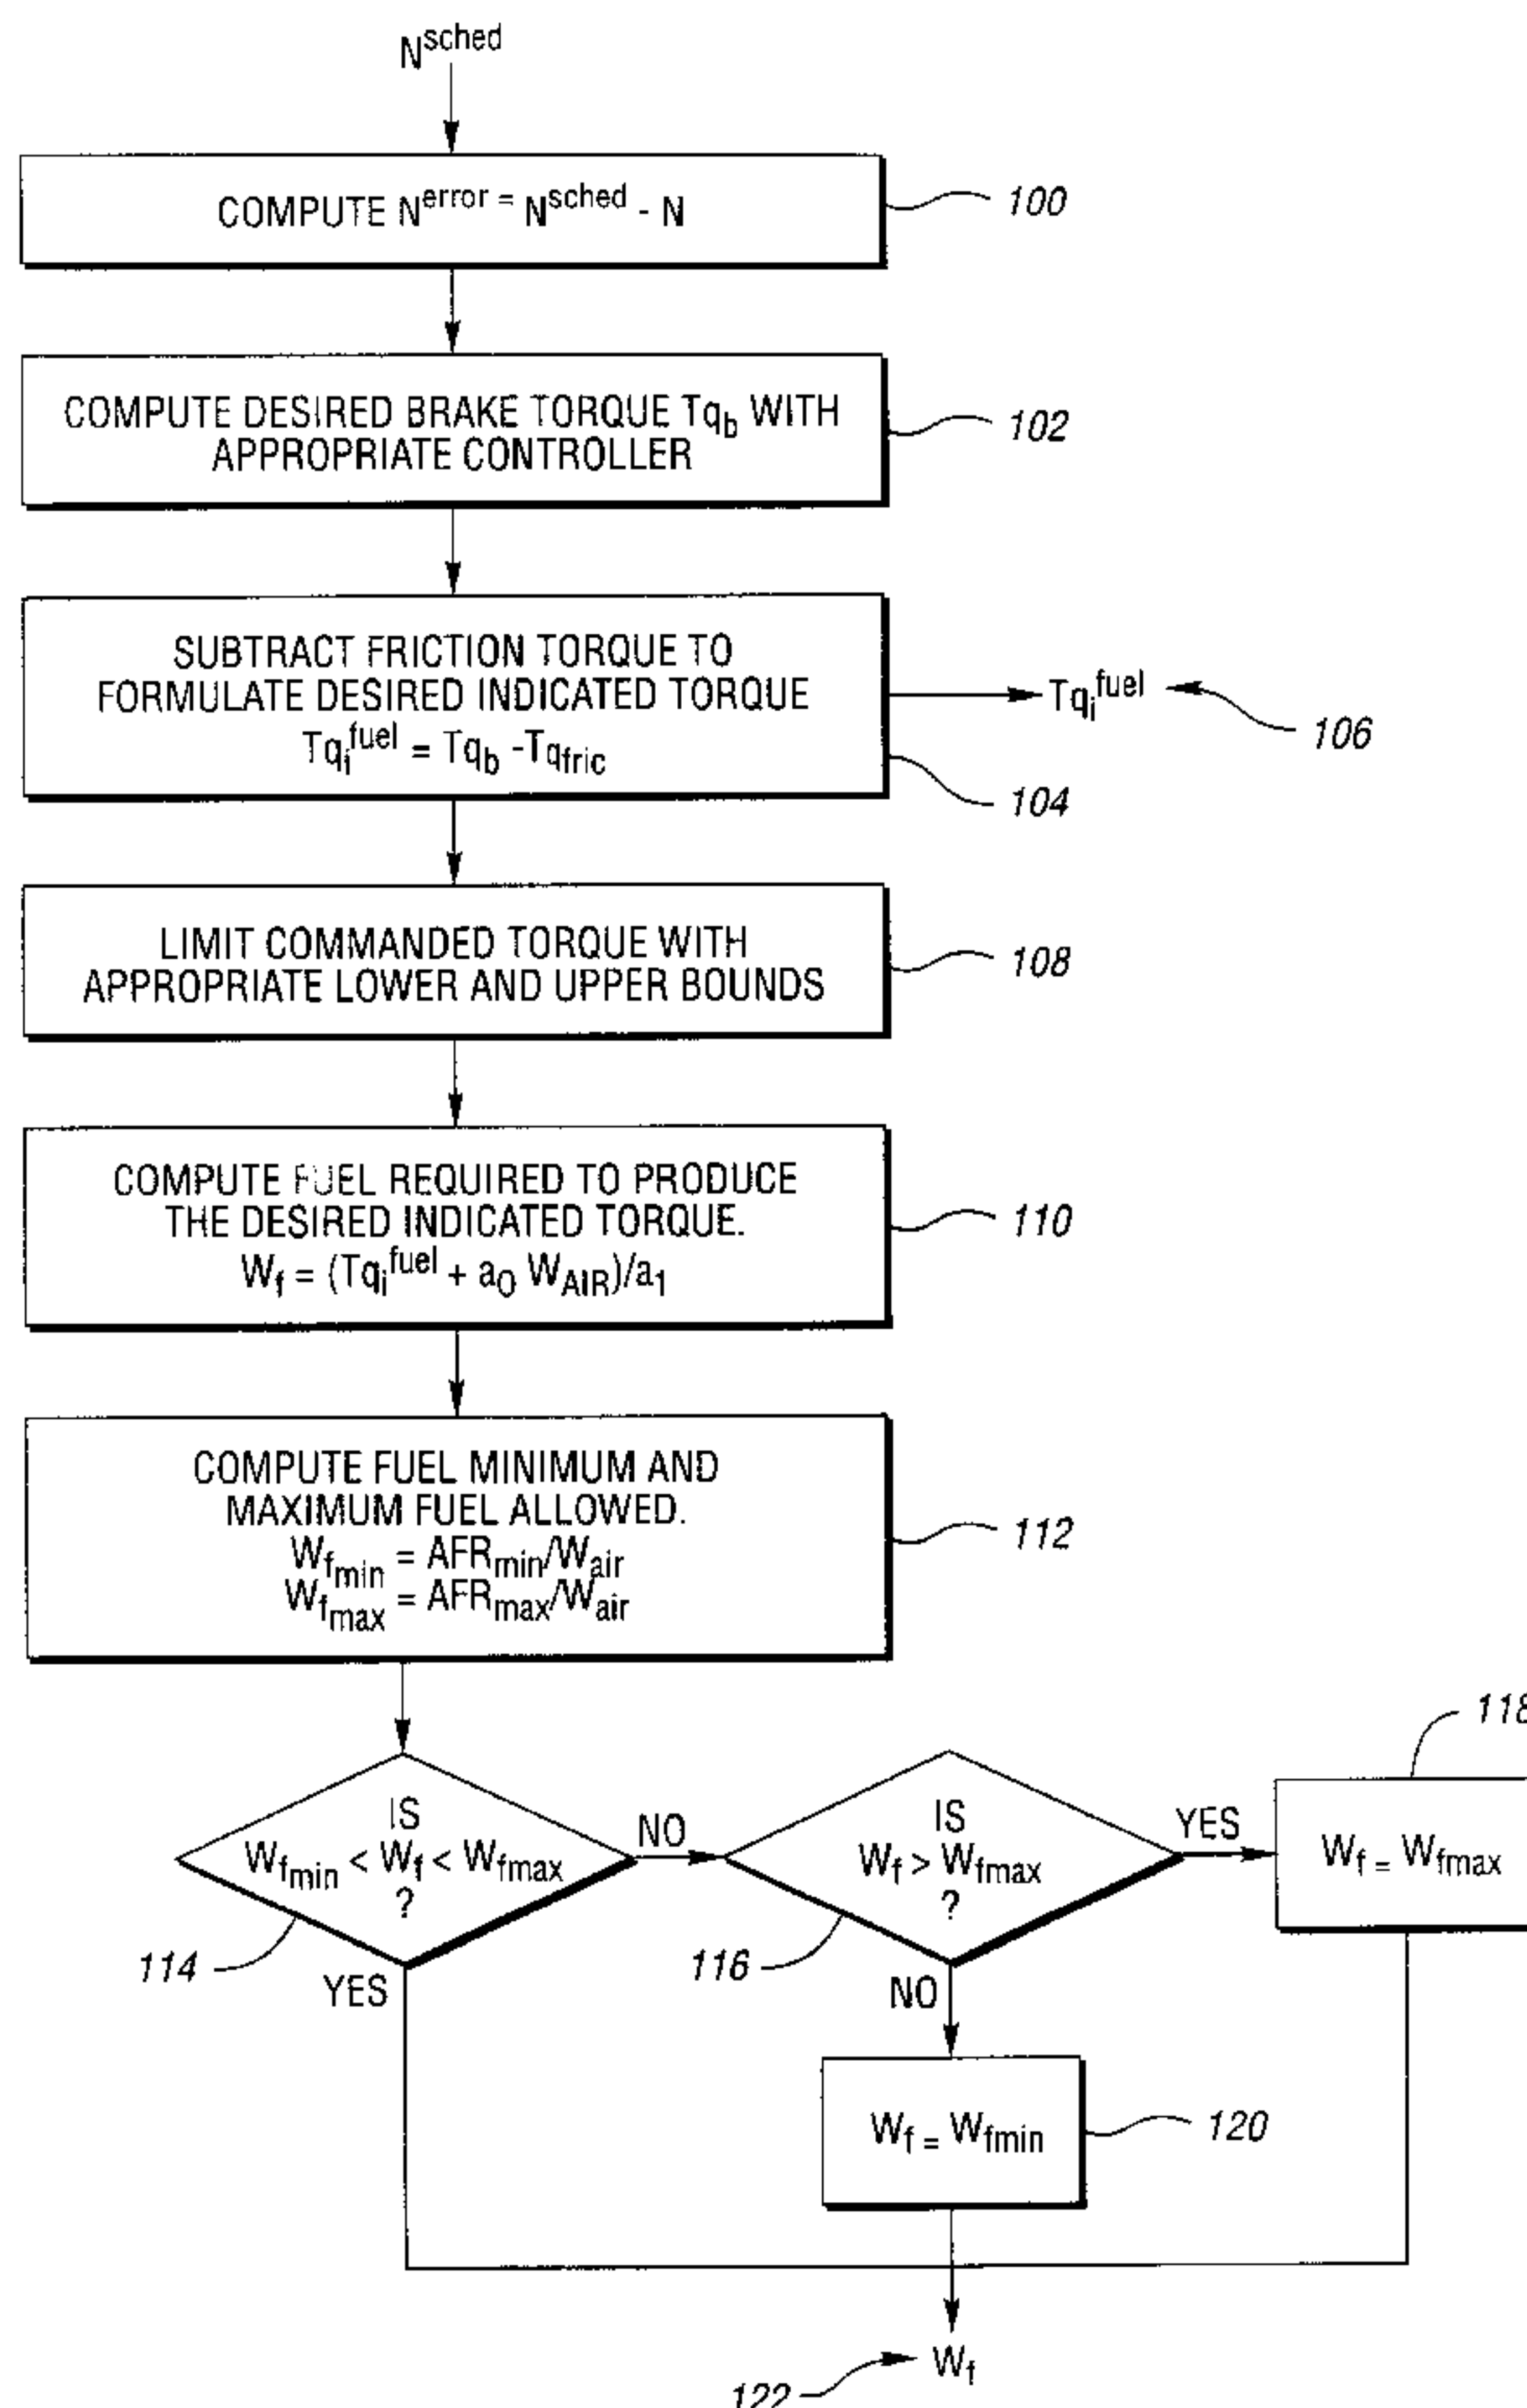 N^sched
COMPUTE N^error = N^sched - N
100
COMPUTE DESIRED BRAKE TORQUE Tq_b WITH
APPROPRIATE CONTROLLER
102
SUBTRACT FRICTION TORQUE TO
FORMULATE DESIRED INDICATED TORQUE
Tq_i^fuel = Tq_b -Tq_fric
Tq_i^fuel
106
104
LIMIT COMMANDED TORQUE WITH
APPROPRIATE LOWER AND UPPER BOUNDS
108
COMPUTE FUEL REQUIRED TO PRODUCE
THE DESIRED INDICATED TORQUE.
W_f = (Tq_i^fuel + a_0 W_AIR)/a_1
110
COMPUTE FUEL MINIMUM AND
MAXIMUM FUEL ALLOWED.
W_fmin = AFR_min/W_air
W_fmax = AFR_max/W_air
112
118
IS
W_fmin < W_f < W_fmax
?
NO
IS
W_f > W_fmax
?
YES
W_f = W_fmax
114
YES
116
NO
W_f = W_fmin
120
W_f
122